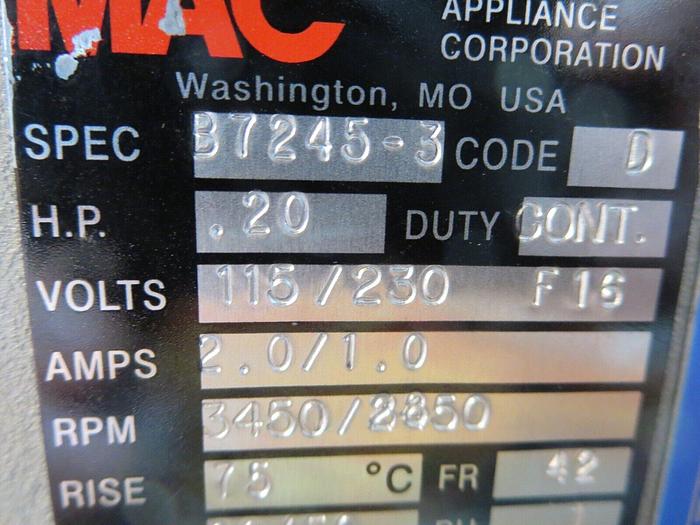 MAC APPLIANCE
CORPORATION
Washington, MO USA
SPEC B7245-3 CODE D
H.P. .20 DUTY CONT.
VOLTS 115/230 F16
AMPS 2.0/1.0
RPM 3450/2850
RISE 75 °C FR 42